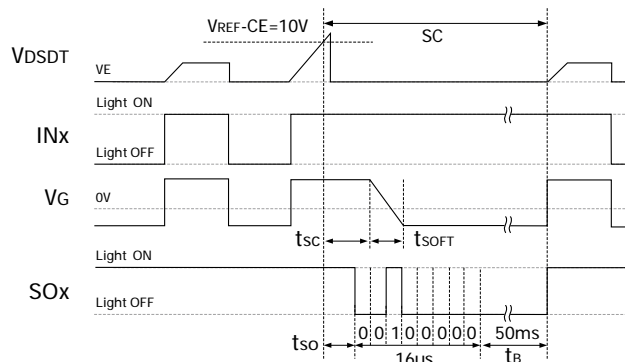 VREF-CE=10V
SC
VDSDT
VE
Light ON
INx
Light OFF
VG
0V
tSC
tSOFT
Light ON
SOx
Light OFF
0 0 1 0 0 0 0 0
50ms
tSO
16us
tB